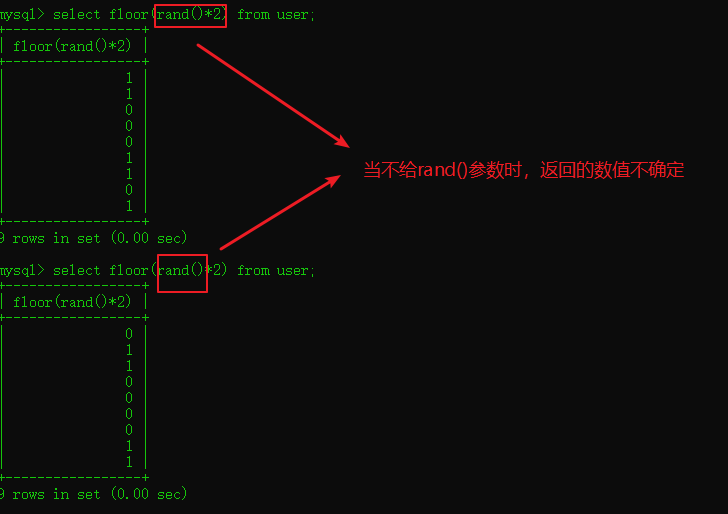 mysql> select floor(rand()*2) from user;
+-----------------+
| floor(rand()*2) |
+-----------------+
| 1 |
| 1 |
| 0 |
| 0 |
| 0 |
| 1 |
| 1 |
| 0 |
| 1 |
+-----------------+
9 rows in set (0.00 sec)
当不给rand()参数时，返回的数值不确定
mysql> select floor(rand()*2) from user;
+-----------------+
| floor(rand()*2) |
+-----------------+
| 0 |
| 1 |
| 1 |
| 0 |
| 0 |
| 0 |
| 0 |
| 1 |
| 1 |
+-----------------+
9 rows in set (0.00 sec)